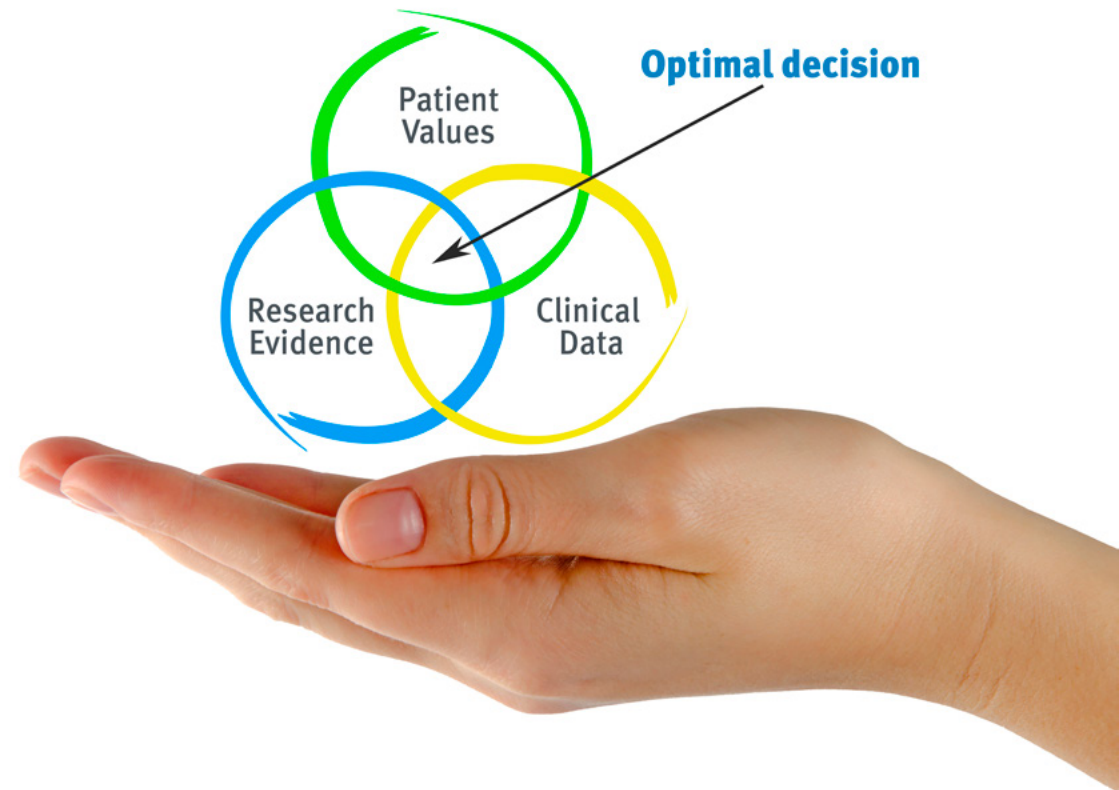 Optimal decision
Patient
Values
Research
Evidence
Clinical
Data